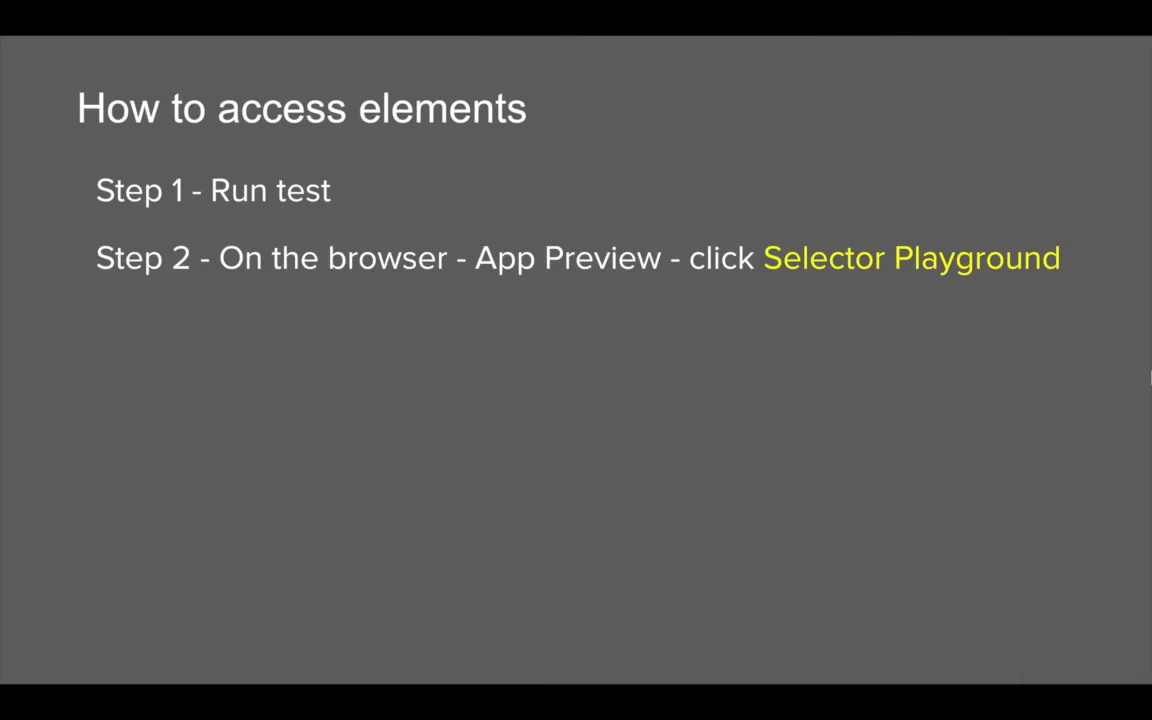 How to access elements
Step 1 - Run test
Step 2 - On the browser - App Preview - click Selector Playground